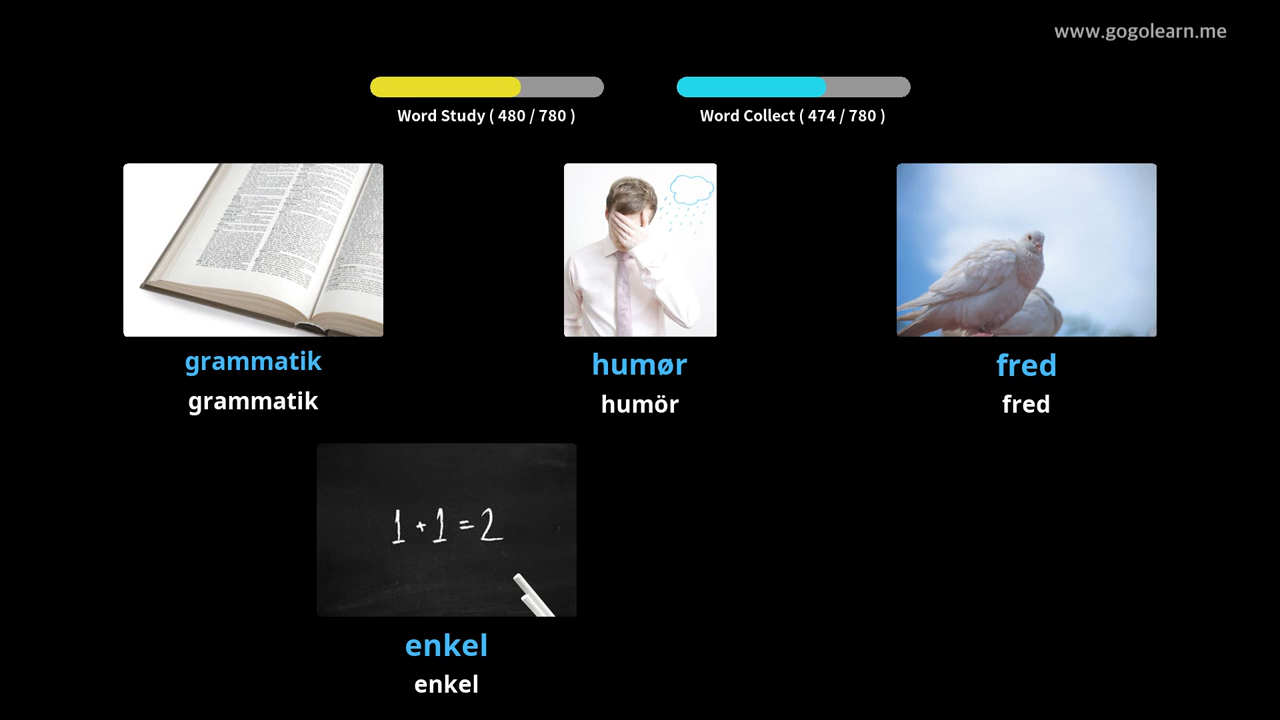 www.gogolearn.me
Word Study ( 480 / 780 )
Word Collect ( 474 / 780 )
grammatik
grammatik
humør
humör
fred
fred
1 + 1 = 2
enkel
enkel